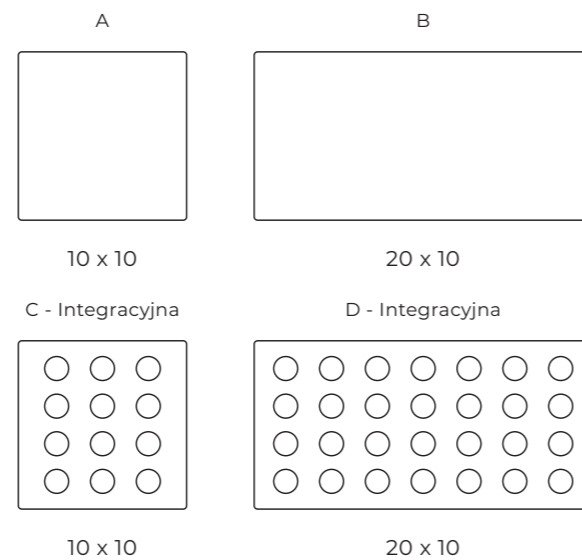 A
B
10 x 10
20 x 10
C - Integracyjna
D - Integracyjna
10 x 10
20 x 10